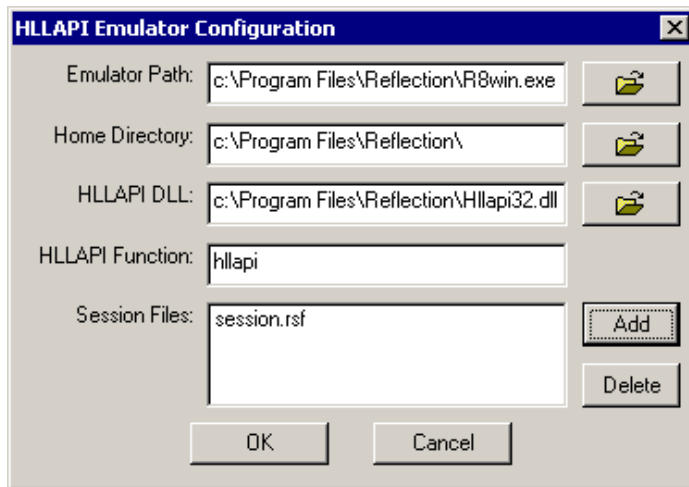 HLLAPI Emulator Configuration
Emulator Path: c:\Program Files\Reflection\R8win.exe
Home Directory: c:\Program Files\Reflection\
HLLAPI DLL: c:\Program Files\Reflection\Hllapi32.dll
HLLAPI Function: hllapi
Session Files: session.rsf
Add
Delete
OK Cancel